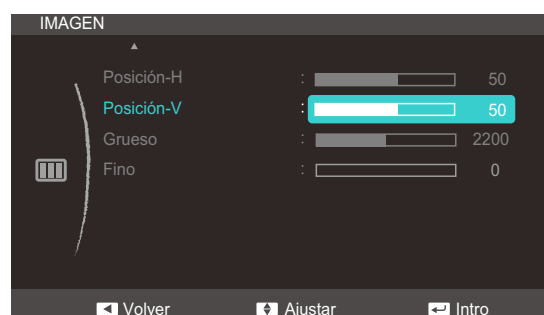 IMAGEN
Posición-H : 50
Posición-V : 50
Grueso : 2200
Fino : 0
Volver Ajustar Intro